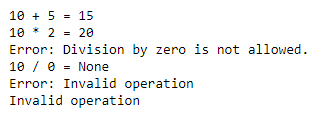 10 + 5 = 15
10 * 2 = 20
Error: Division by zero is not allowed.
10 / 0 = None
Error: Invalid operation
Invalid operation